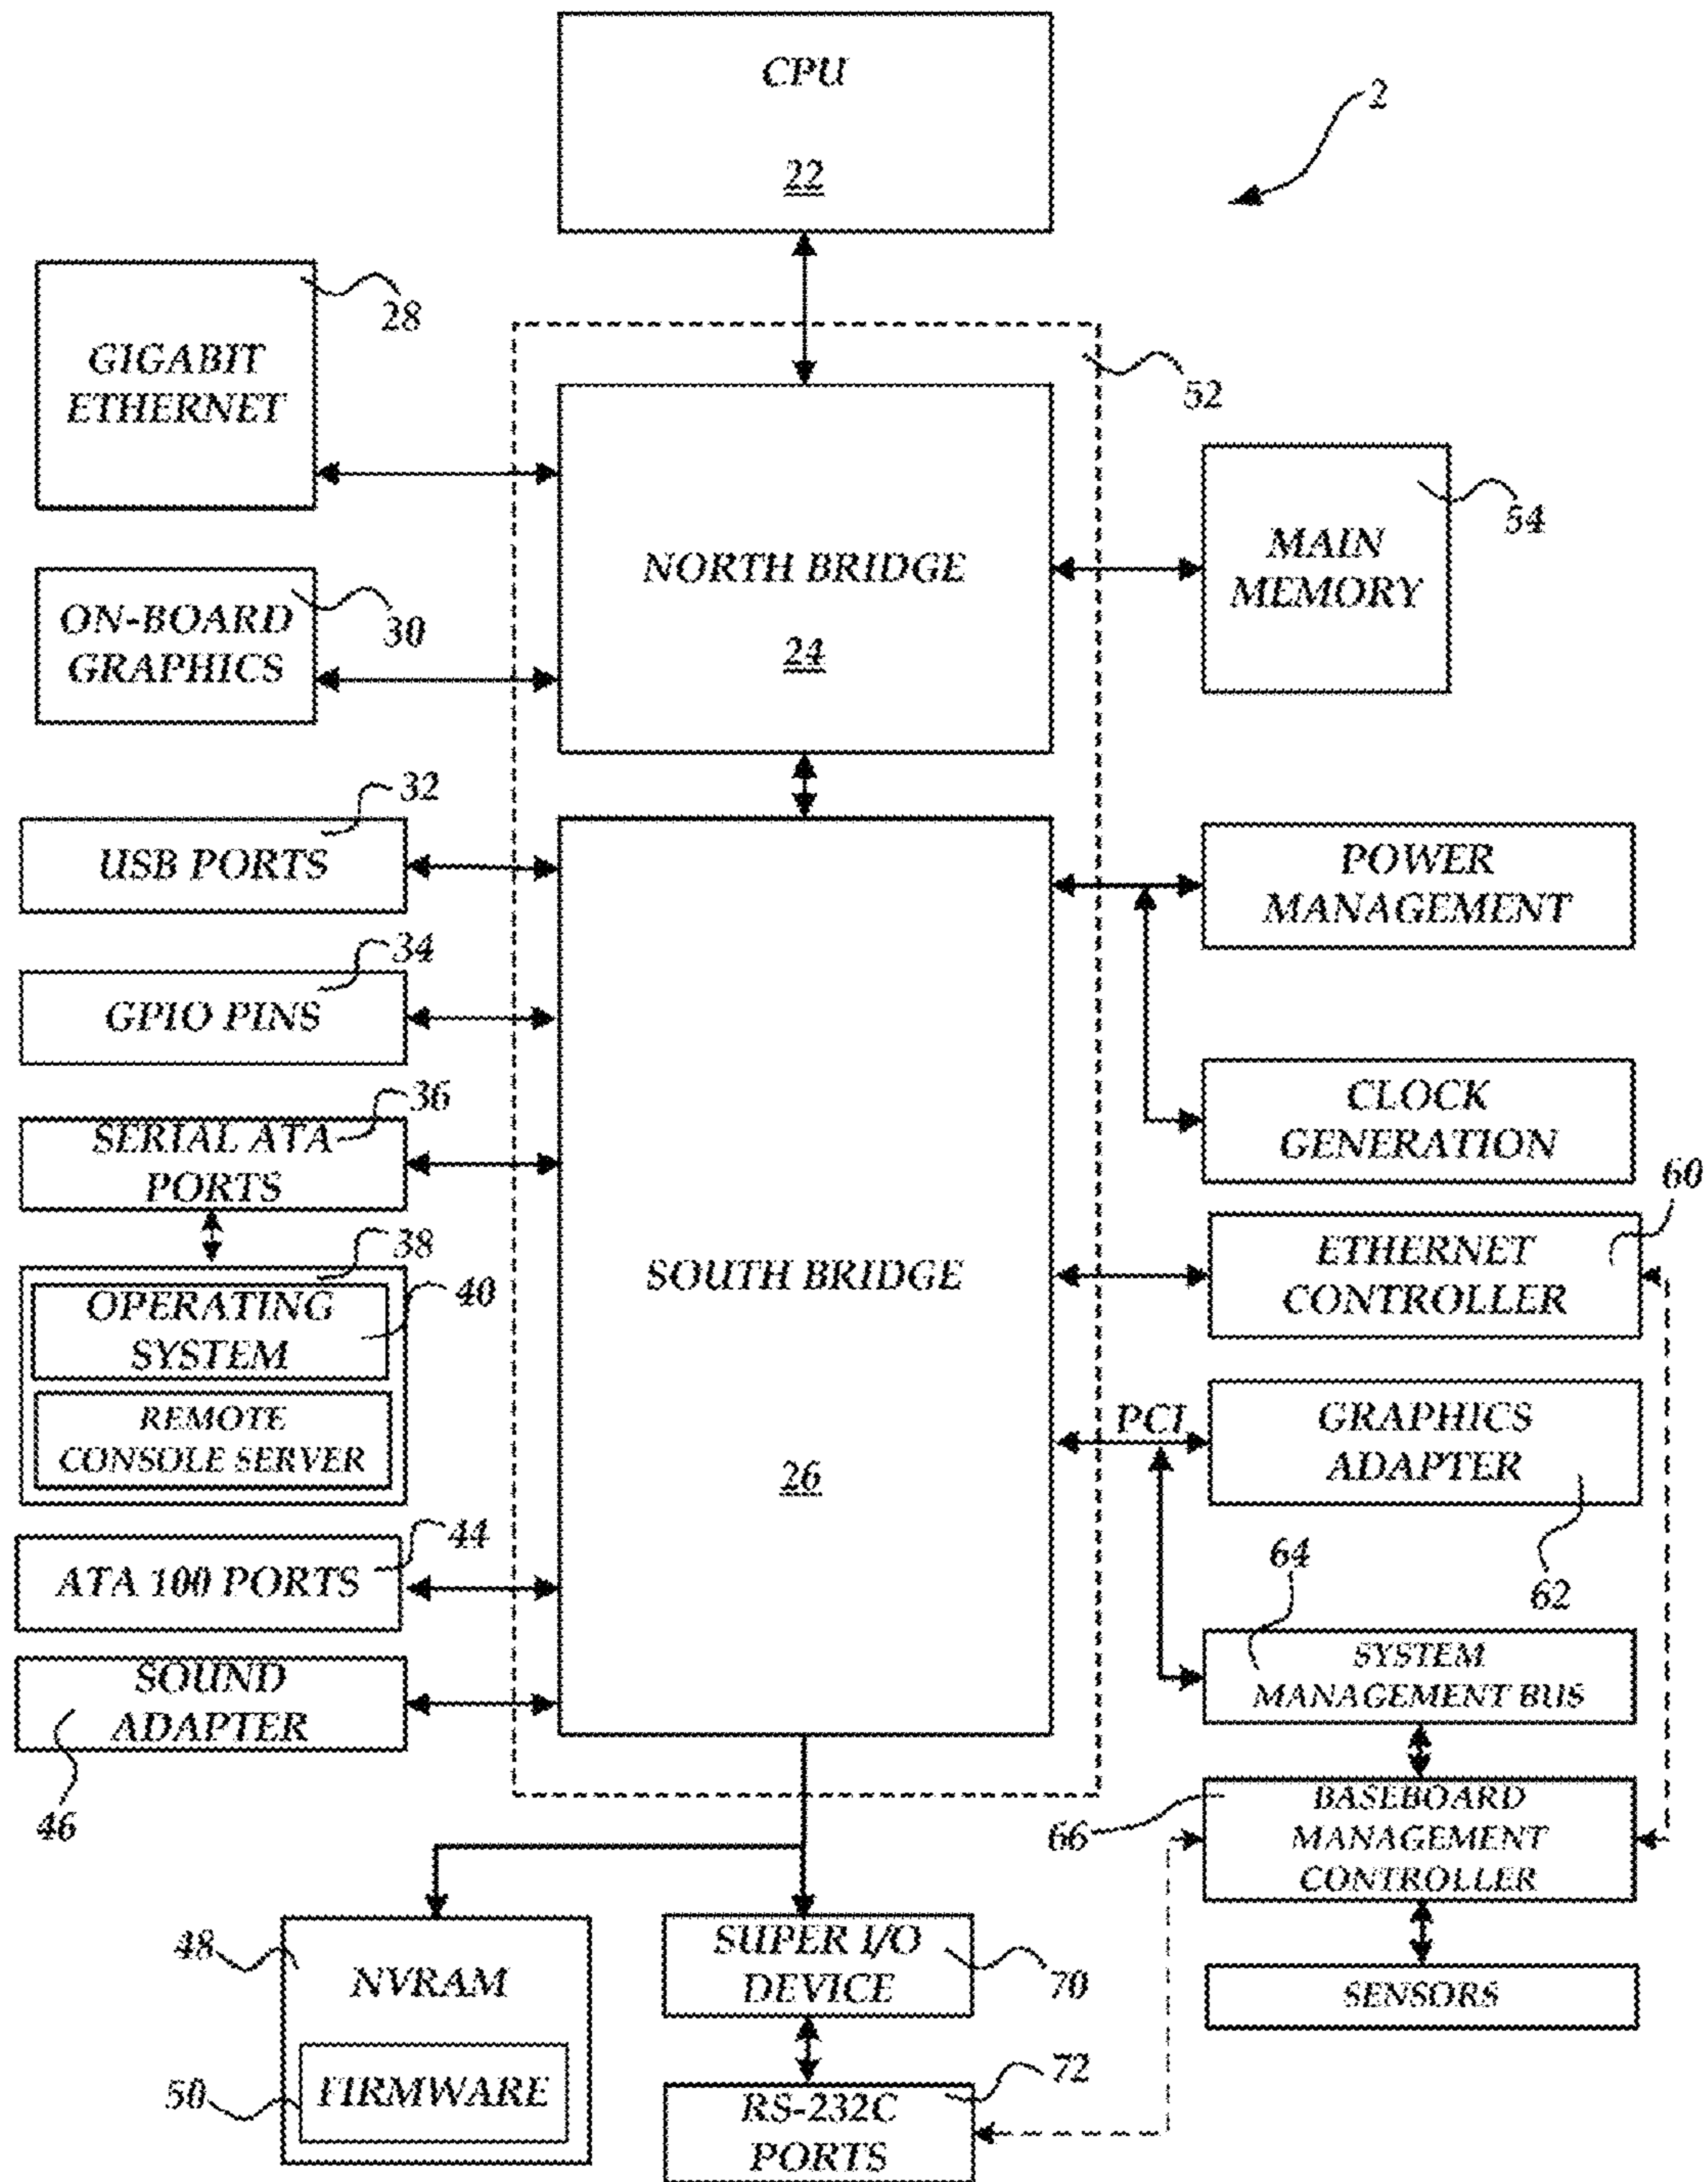 CPU
22
2
GIGABIT
ETHERNET
28
52
NORTH BRIDGE
24
MAIN
MEMORY
54
ON-BOARD
GRAPHICS
30
USB PORTS
32
POWER
MANAGEMENT
GPIO PINS
34
SERIAL ATA
PORTS
36
CLOCK
GENERATION
38
OPERATING
SYSTEM
40
REMOTE
CONSOLE SERVER
SOUTH BRIDGE
26
ETHERNET
CONTROLLER
60
PCI
GRAPHICS
ADAPTER
62
ATA 100 PORTS
44
64
SYSTEM
MANAGEMENT BUS
SOUND
ADAPTER
46
66
BASEBOARD
MANAGEMENT
CONTROLLER
48
NVRAM
50
FIRMWARE
SUPER I/O
DEVICE
70
SENSORS
RS-232C
PORTS
72